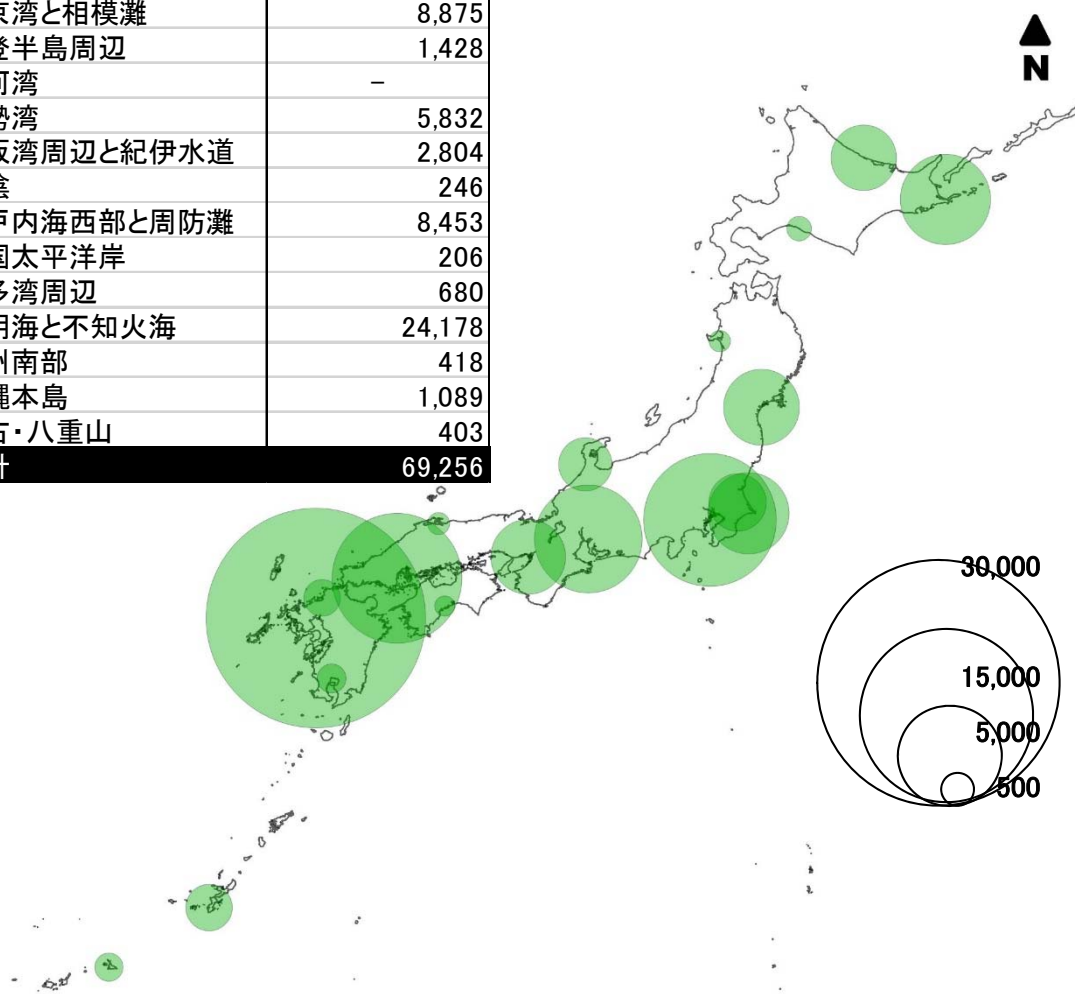 京湾と相模灘 8,875
登半島周辺 1,428
可湾 -
勢湾 5,832
阪湾周辺と紀伊水道 2,804
陰 246
戸内海西部と周防灘 8,453
国太平洋岸 206
多湾周辺 680
明海と不知火海 24,178
州南部 418
縄本島 1,089
古・八重山 403
計 69,256
N
30,000
15,000
5,000
500